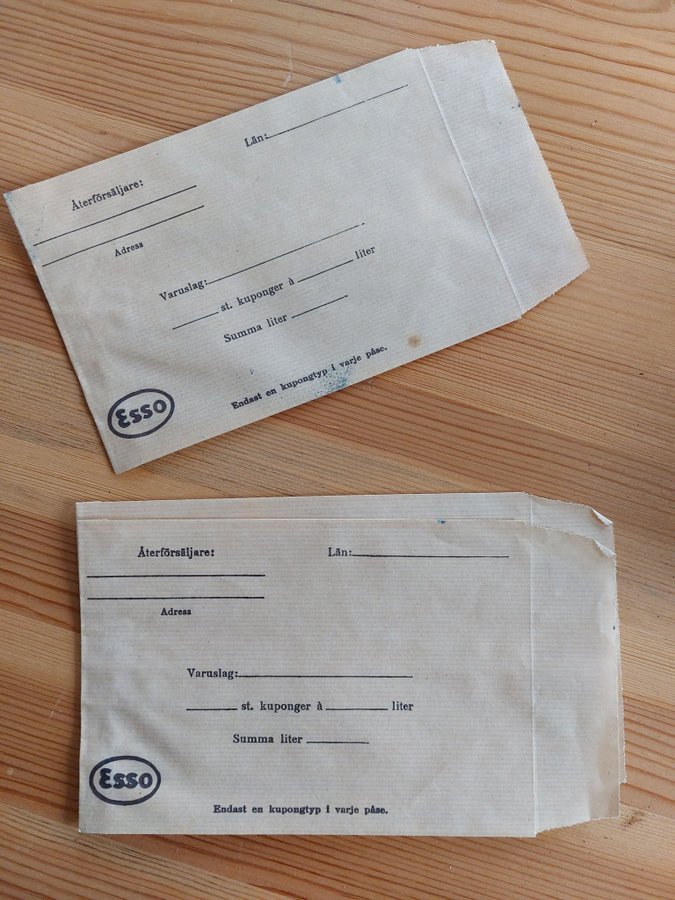 Återförsäljare: Län:
Adress
Varuslag:
st. kuponger à liter
Summa liter
Esso
Endast en kupongtyp i varje påse.
Återförsäljare: Län:
Adress
Varuslag:
st. kuponger à liter
Summa liter
Esso
Endast en kupongtyp i varje påse.